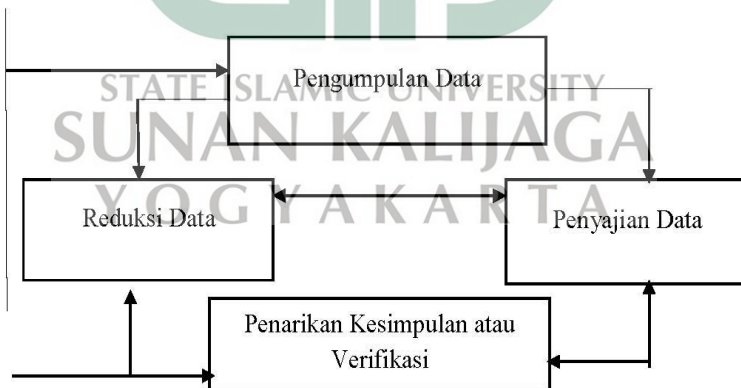 Pengumpulan Data
STATE ISLAMIC UNIVERSITY
SUNAN KALIJAGA
YOGYAKARTA
Reduksi Data
Penyajian Data
Penarikan Kesimpulan atau
Verifikasi